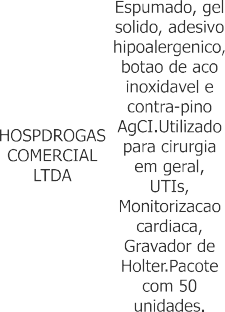 HOSPDROGAS
COMERCIAL
LTDA
Espumado, gel
solido, adesivo
hipoalergenico,
botao de aco
inoxidavel e
contra-pino
AgCI.Utilizado
para cirurgia
em geral,
UTIs,
Monitorizacao
cardiaca,
Gravador de
Holter.Pacote
com 50
unidades.